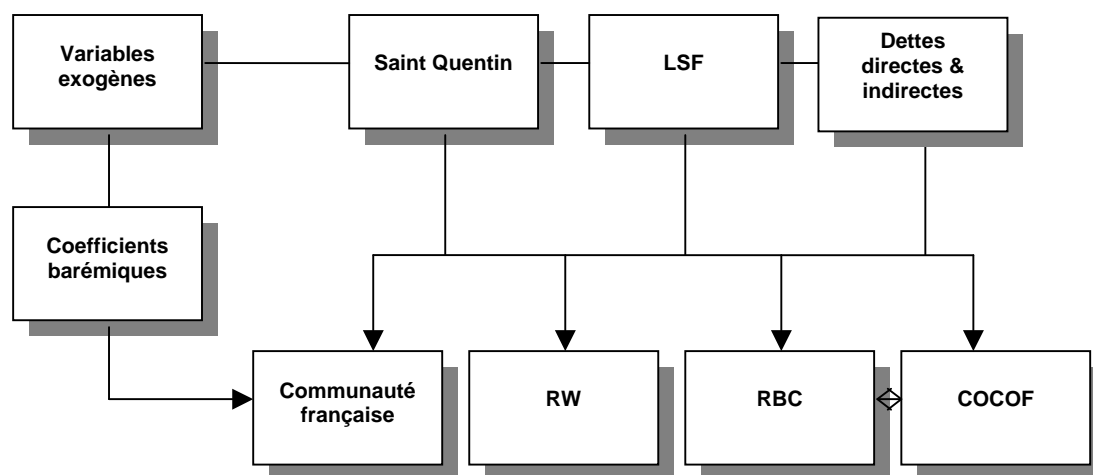 Variables
exogènes
Saint Quentin
LSF
Dettes
directes &
indirectes
Coefficients
barémiques
Communauté
française
RW
RBC
COCOF